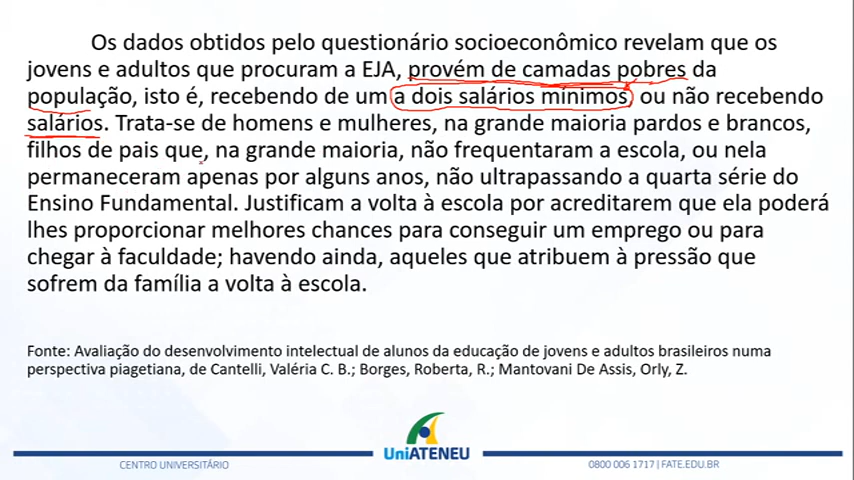 Os dados obtidos pelo questionário socioeconômico revelam que os
jovens e adultos que procuram a EJA, provém de camadas pobres da
população, isto é, recebendo de um a dois salários mínimos, ou não recebendo
salários. Trata-se de homens e mulheres, na grande maioria pardos e brancos,
filhos de pais que, na grande maioria, não frequentaram a escola, ou nela
permaneceram apenas por alguns anos, não ultrapassando a quarta série do
Ensino Fundamental. Justificam a volta à escola por acreditarem que ela poderá
lhes proporcionar melhores chances para conseguir um emprego ou para
chegar à faculdade; havendo ainda, aqueles que atribuem à pressão que
sofrem da família a volta à escola.
Fonte: Avaliação do desenvolvimento intelectual de alunos da educação de jovens e adultos brasileiros numa
perspectiva piagetiana, de Cantelli, Valéria C. B.; Borges, Roberta, R.; Mantovani De Assis, Orly, Z.
UniATENEU
CENTRO UNIVERSITÁRIO
0800 006 1717 | FATE.EDU.BR